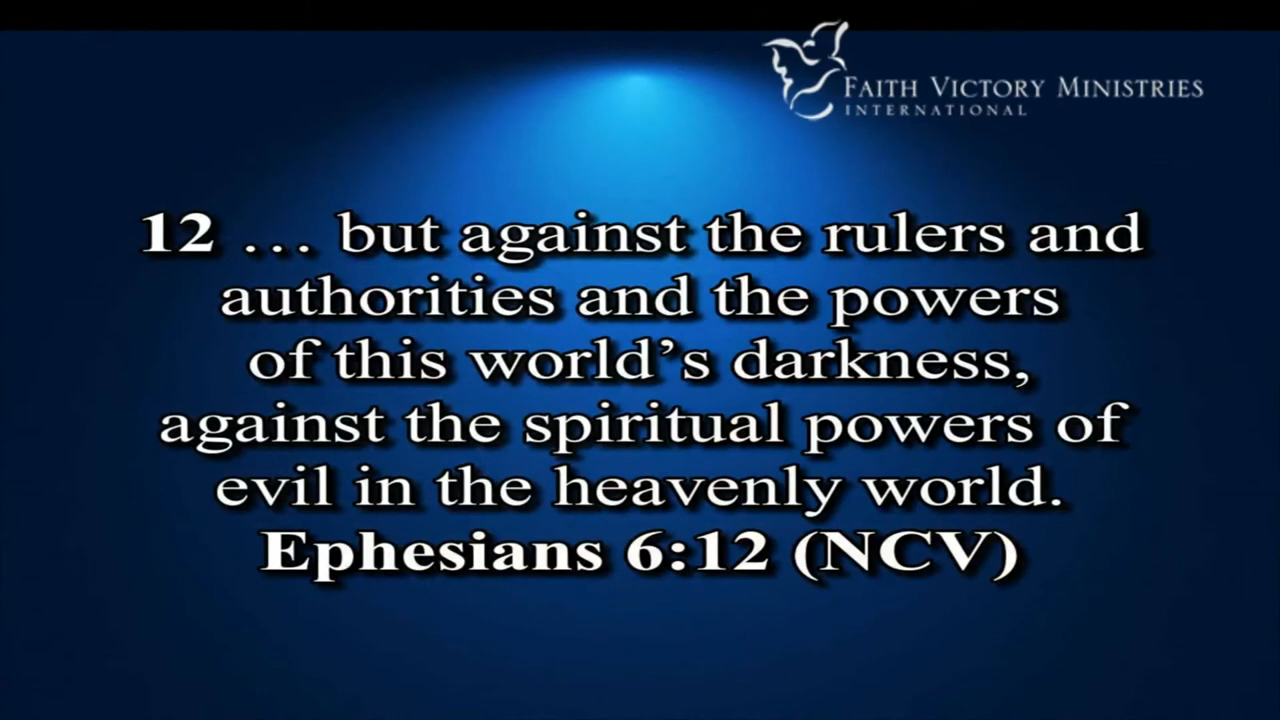 FAITH VICTORY MINISTRIES
INTERNATIONAL
12 … but against the rulers and
authorities and the powers
of this world’s darkness,
against the spiritual powers of
evil in the heavenly world.
Ephesians 6:12 (NCV)